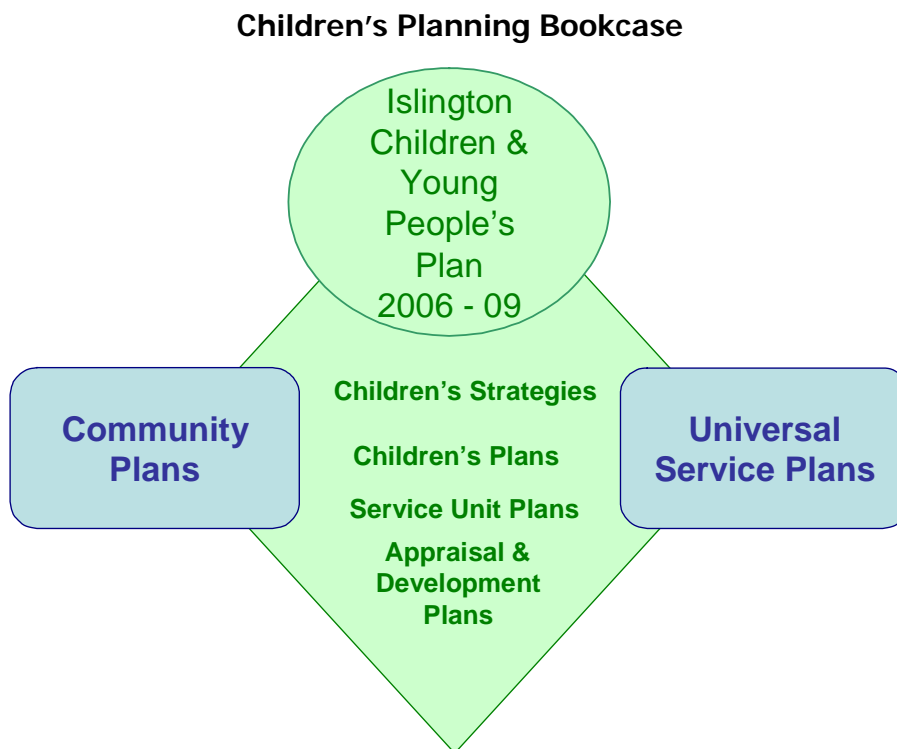 Children's Planning Bookcase
Islington
Children &
Young
People's
Plan
2006 - 09
Children's Strategies
Community
Plans
Universal
Service Plans
Children's Plans
Service Unit Plans
Appraisal &
Development
Plans